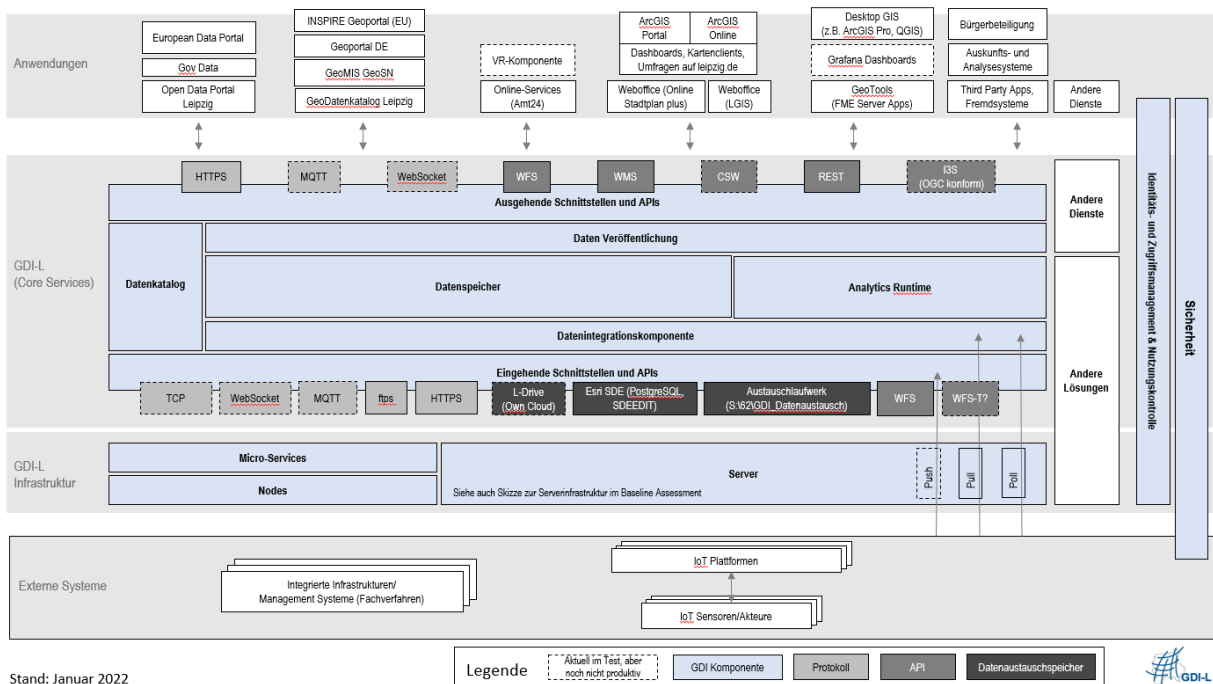 Anwendungen
European Data Portal
Gov Data
Open Data Portal
Leipzig
INSPIRE Geoportal (EU)
Geoportal DE
GeoMIS GeoSN
GeoDatenkatalog Leipzig
VR-Komponente
Online-Services
(Amt24)
ArcGIS
Portal
ArcGIS
Online
Dashboards, Kartenclients,
Umfragen auf leipzig.de
Weboffice (Online
Stadtplan plus)
Weboffice
(LGIS)
Desktop GIS
(z.B. ArcGIS Pro, QGIS)
Grafana Dashboards
GeoTools
(FME Server Apps)
Bürgerbeteiligung
Auskunfts- und
Analysesysteme
Third Party Apps,
Fremdsysteme
Andere
Dienste
GDI-L
(Core Services)
HTTPS
MQTT
WebSocket
WFS
WMS
CSW
REST
I3S
(OGC konform)
Ausgehende Schnittstellen und APIs
Daten Veröffentlichung
Datenkatalog
Datenspeicher
Analytics Runtime
Datenintegrationskomponente
Eingehende Schnittstellen und APIs
TCP
WebSocket
MQTT
ftps
HTTPS
L-Drive
(Own Cloud)
Esri SDE (PostgreSQL,
SDEEDIT)
Austauschlaufwerk
(S:\62\GDI_Datenaustausch)
WFS
WFS-T?
Andere
Dienste
Andere
Lösungen
Identitäts- und Zugriffsmanagement & Nutzungskontrolle
Sicherheit
GDI-L
Infrastruktur
Micro-Services
Nodes
Server
Siehe auch Skizze zur Serverinfrastruktur im Baseline Assessment
Push
Pull
Poll
Externe Systeme
Integrierte Infrastrukturen/
Management Systeme (Fachverfahren)
IoT Plattformen
IoT Sensoren/Akteure
Stand: Januar 2022
Legende
Aktuell im Test, aber
noch nicht produktiv
GDI Komponente
Protokoll
API
Datenaustauschspeicher
GDI-L